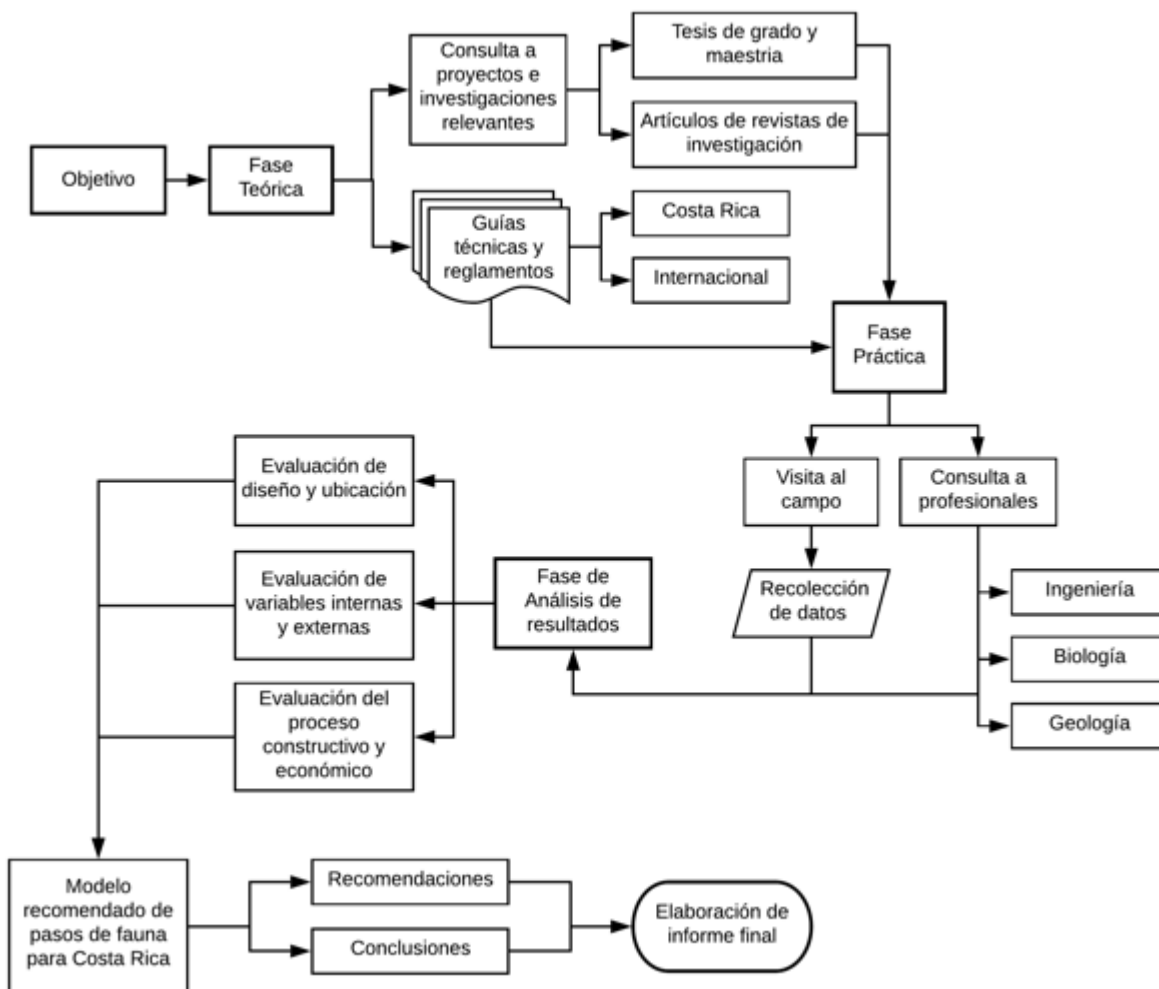 Objetivo
Fase
Teórica
Consulta a
proyectos e
investigaciones
relevantes
Tesis de grado y
maestria
Artículos de revistas de
investigación
Guías
técnicas y
reglamentos
Costa Rica
Internacional
Fase
Práctica
Visita al
campo
Consulta a
profesionales
Recolección
de datos
Ingeniería
Biología
Geología
Fase de
Análisis de
resultados
Evaluación de
diseño y ubicación
Evaluación de
variables internas
y externas
Evaluación del
proceso
constructivo y
económico
Modelo
recomendado de
pasos de fauna
para Costa Rica
Recomendaciones
Conclusiones
Elaboración de
informe final